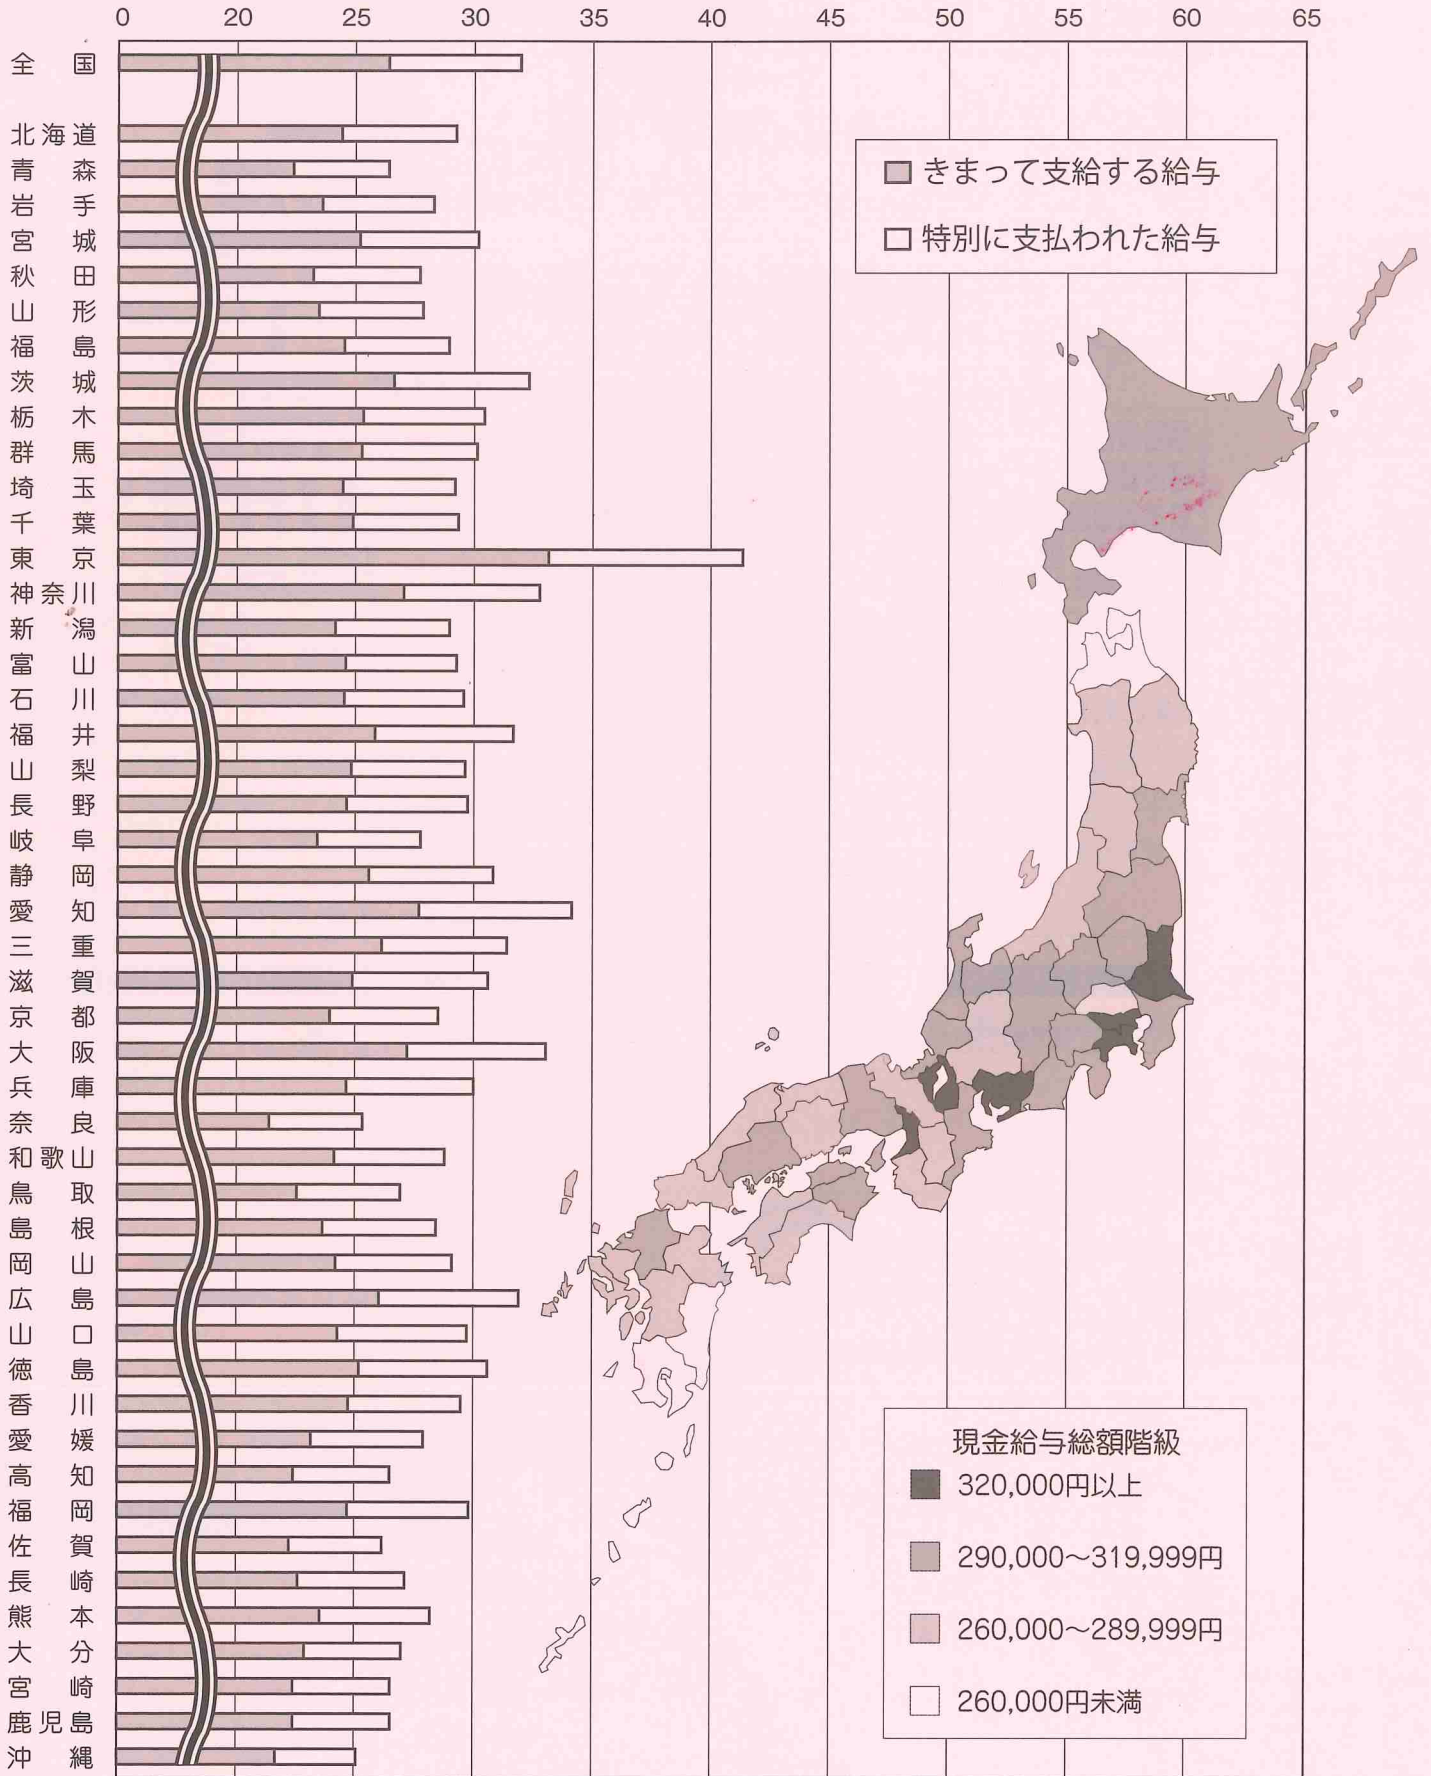 0 20 25 30 35 40 45 50 55 60 65
全国
北海道
青森
岩手
宮城
秋田
山形
福島
茨城
栃木
群馬
埼玉
千葉
東京
神奈川
新潟
富山
石川
福井
山梨
長野
岐阜
静岡
愛知
三重
滋賀
京都
大阪
兵庫
奈良
和歌山
鳥取
島根
岡山
広島
山口
徳島
香川
愛媛
高知
福岡
佐賀
長崎
熊本
大分
宮崎
鹿児島
沖縄
きまって支給する給与
特別に支払われた給与
現金給与総額階級
320,000円以上
290,000〜319,999円
260,000〜289,999円
260,000円未満